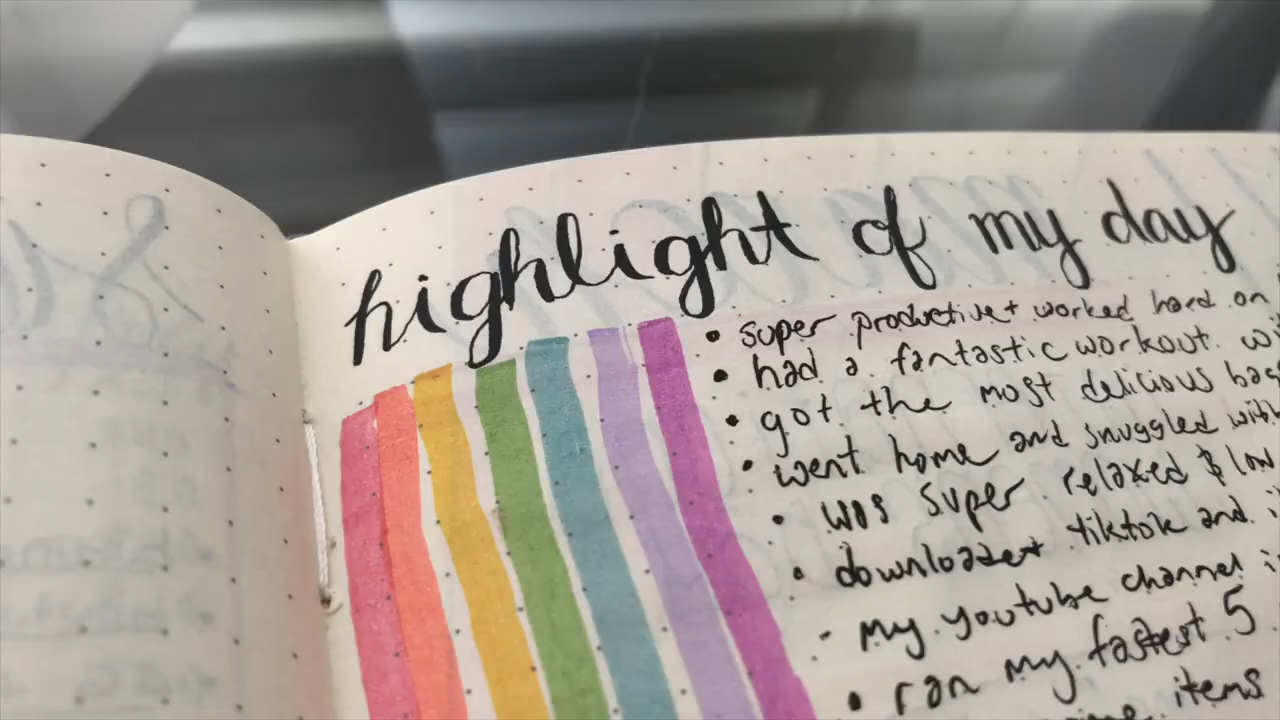 highlight of my day
• super productive + worked hard on
• had a fantastic workout
• got the most delicious
• went home and snuggled with
• was super relaxed &
• downloaded tiktok and
• my youtube channel
• ran my fastest 5
items